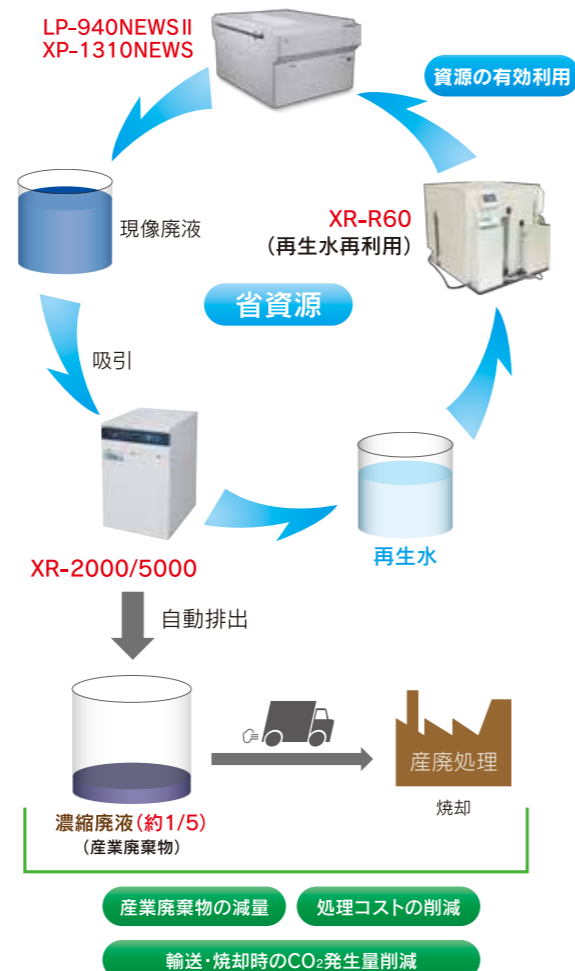 LP-940NEWSⅡ
XP-1310NEWS
資源の有効利用
現像廃液
XR-R60
(再生水再利用)
省資源
吸引
再生水
XR-2000/5000
自動排出
産廃処理
焼却
濃縮廃液(約1/5)
(産業廃棄物)
産業廃棄物の減量
処理コストの削減
輸送・焼却時のCO₂発生量削減